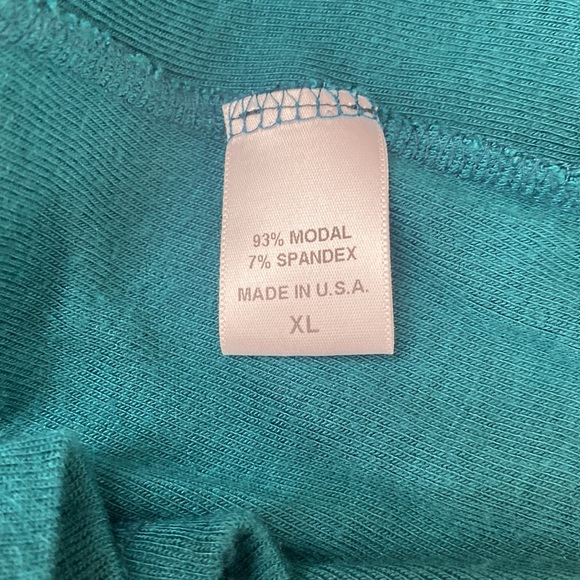 93% MODAL
7% SPANDEX
MADE IN U.S.A.
XL